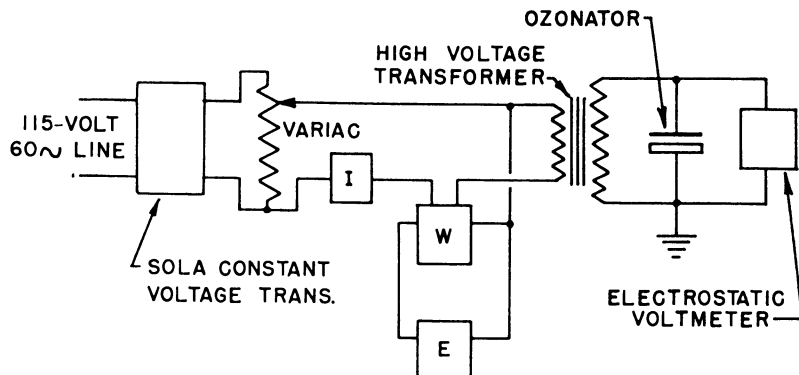 OZONATOR
HIGH VOLTAGE
TRANSFORMER
115-VOLT
60~ LINE
VARIAC
I
W
E
SOLA CONSTANT
VOLTAGE TRANS.
ELECTROSTATIC
VOLTMETER